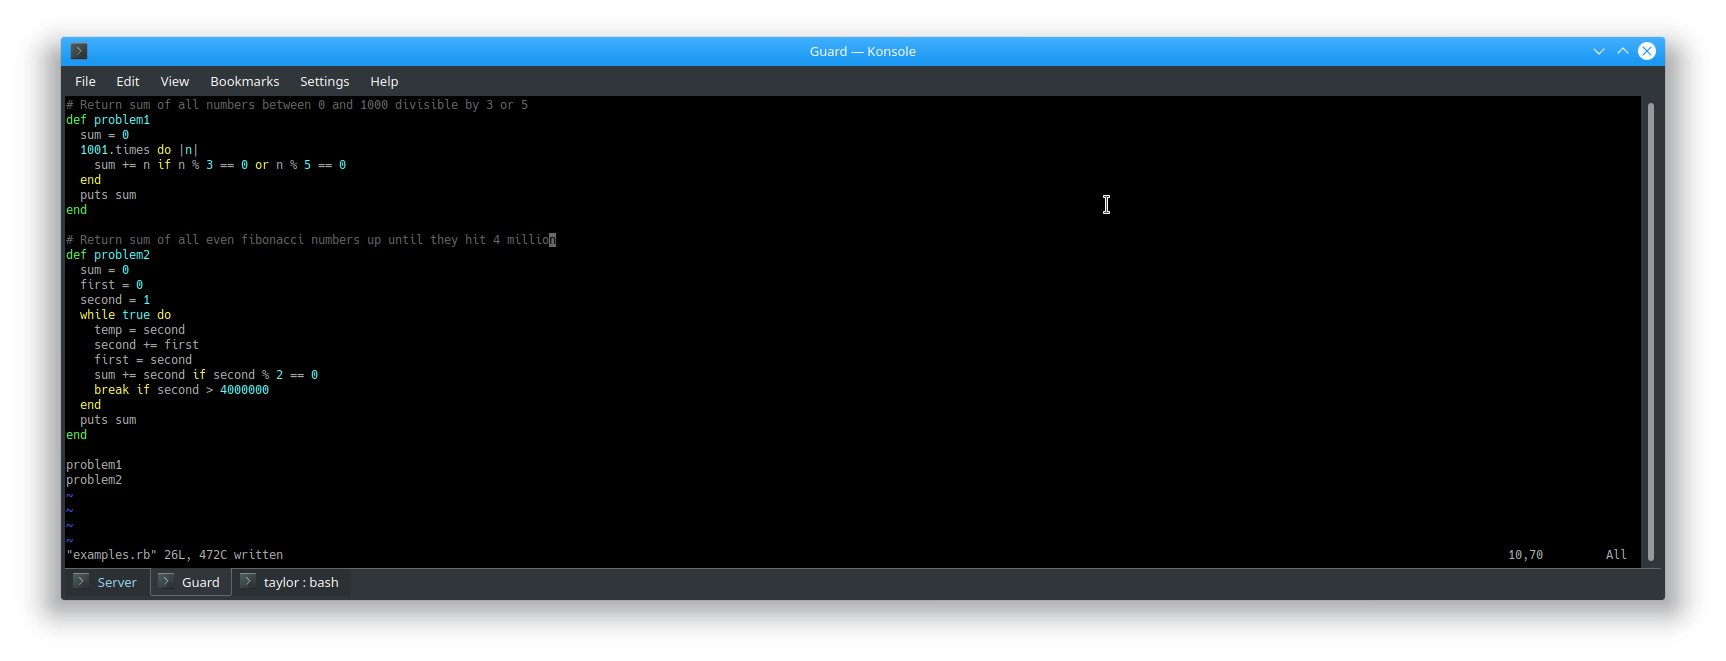 Guard — Konsole
File Edit View Bookmarks Settings Help
# Return sum of all numbers between 0 and 1000 divisible by 3 or 5
def problem1
  sum = 0
  1001.times do |n|
    sum += n if n % 3 == 0 or n % 5 == 0
  end
  puts sum
end
# Return sum of all even fibonacci numbers up until they hit 4 million
def problem2
  sum = 0
  first = 0
  second = 1
  while true do
    temp = second
    second += first
    first = second
    sum += second if second % 2 == 0
    break if second > 4000000
  end
  puts sum
end
problem1
problem2
~
~
~
~
"examples.rb" 26L, 472C written 10,70 All
Server Guard taylor : bash